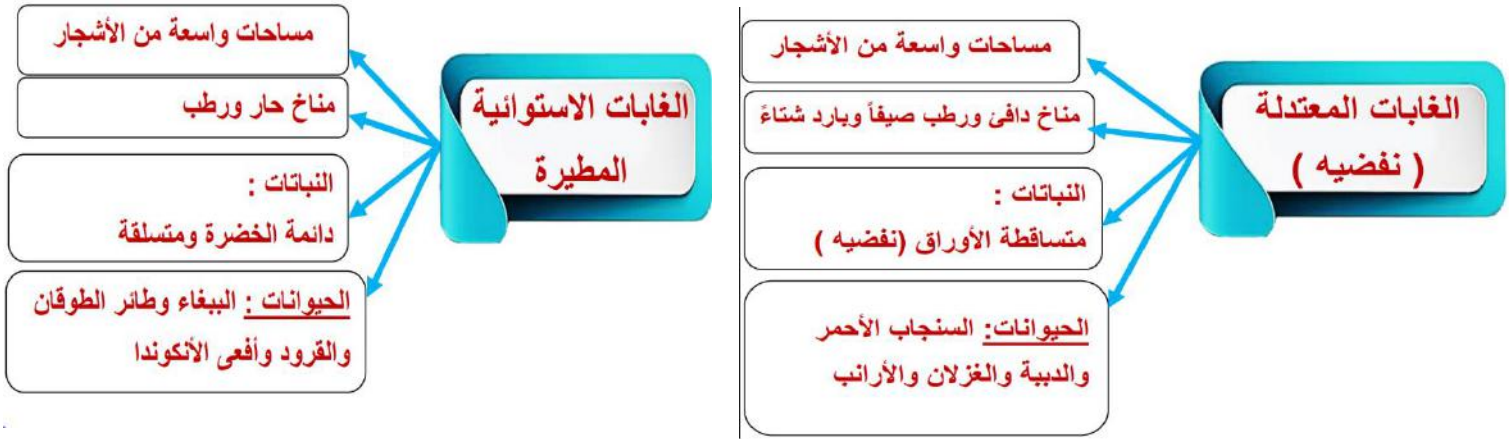 الغابات المعتدلة
( نفضيه )
مساحات واسعة من الأشجار
مناخ دافئ ورطب صيفاً وبارد شتاءً
النباتات :
متساقطة الأوراق (نفضيه )
الحيوانات: السنجاب الأحمر
والدببة والغزلان والأرانب
الغابات الاستوائية
المطيرة
مساحات واسعة من الأشجار
مناخ حار ورطب
النباتات :
دائمة الخضرة ومتسلقة
الحيوانات : الببغاء وطائر الطوقان
والقرود وأفعى الأنكوندا